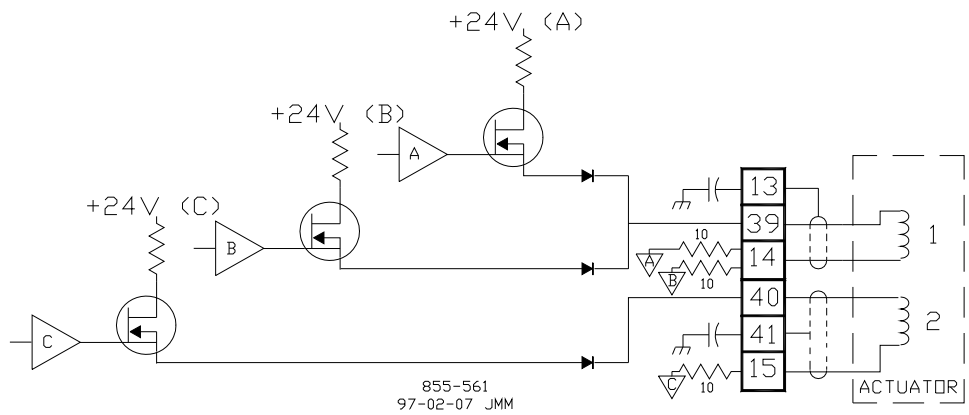 +24V (A)
+24V (B)
A
13
+24V (C)
39
B
10
1
A
14
B
10
40
2
C
41
15
C
10
855-561
97-02-07 JMM
ACTUATOR